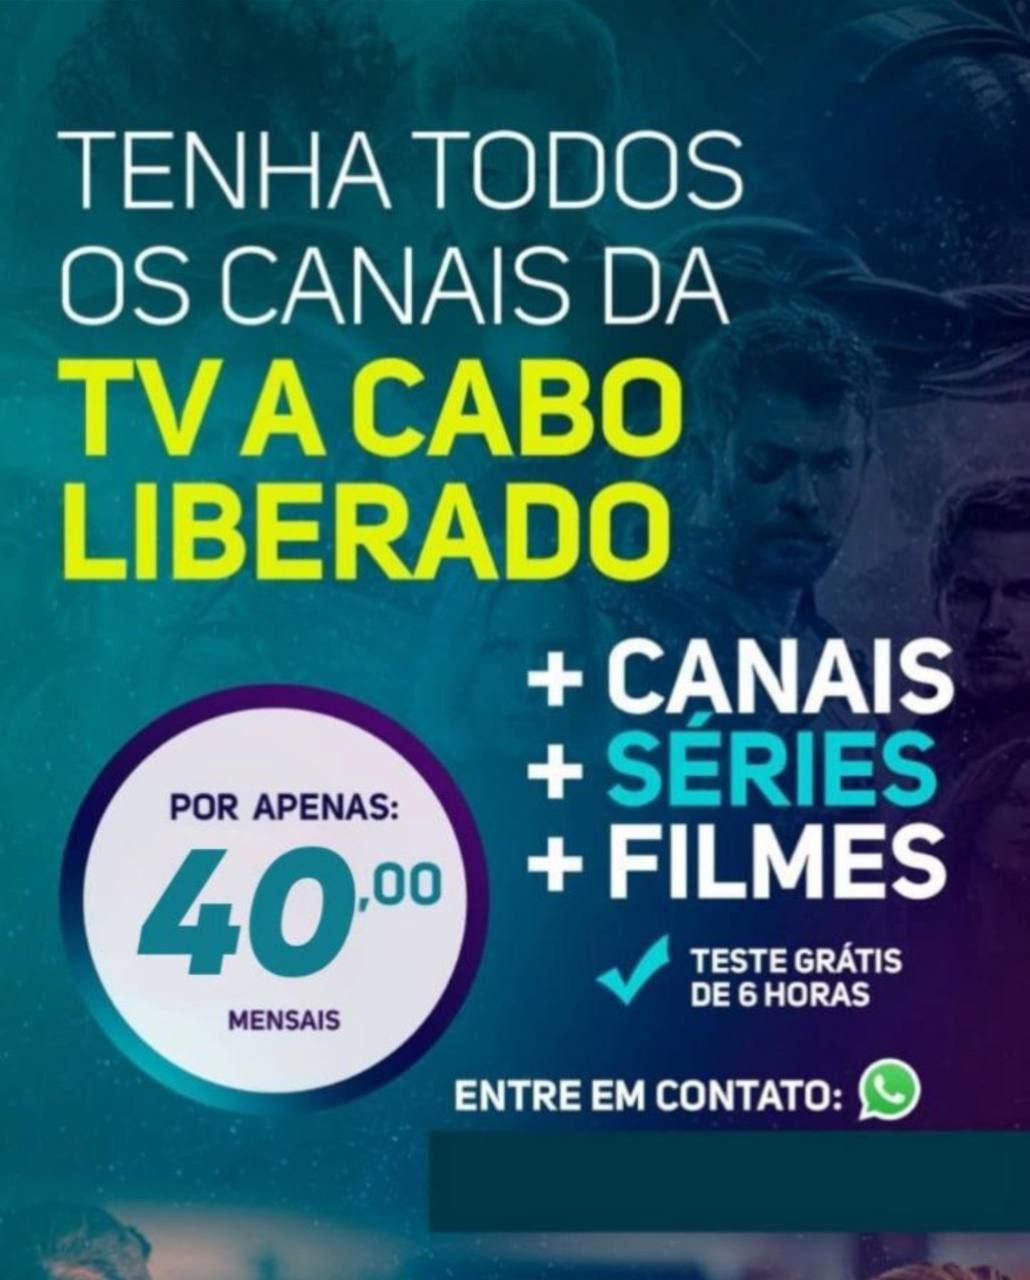 TENHA TODOS
OS CANAIS DA
TV A CABO
LIBERADO
+ CANAIS
+ SÉRIES
+ FILMES
POR APENAS:
40,00
MENSAIS
TESTE GRÁTIS
DE 6 HORAS
ENTRE EM CONTATO: